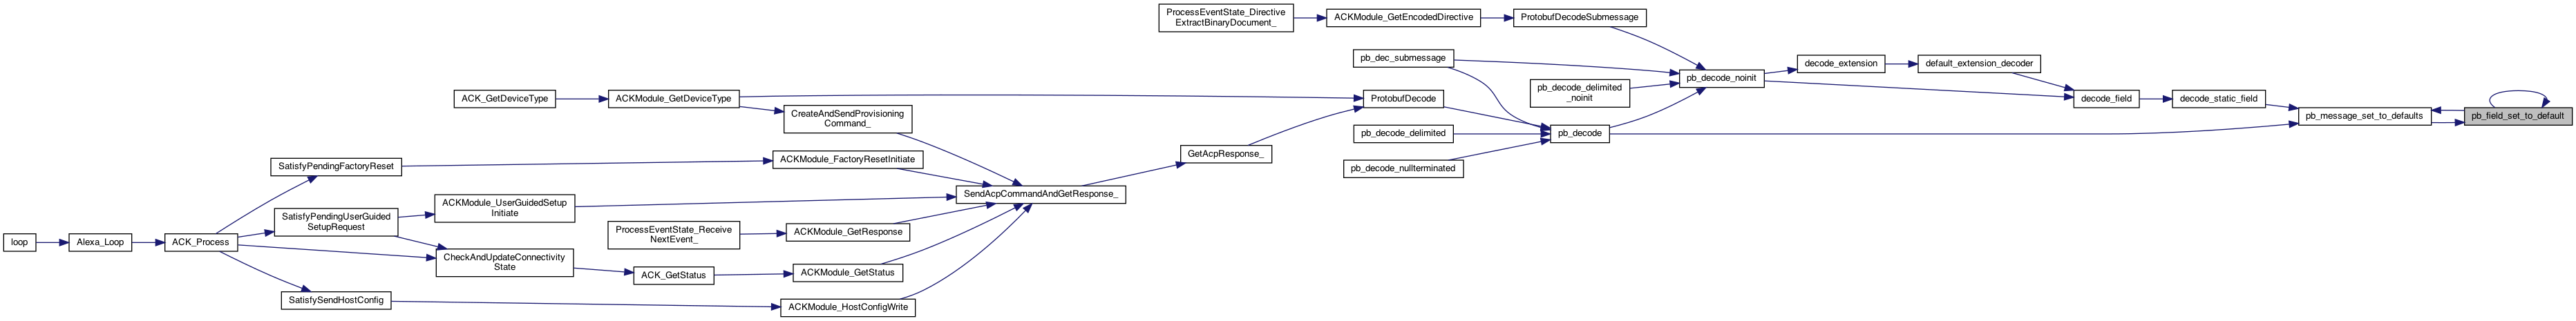 loop
Alexa_Loop
ACK_Process
SatisfyPendingFactoryReset
SatisfyPendingUserGuided
SetupRequest
SatisfySendHostConfig
ACK_GetDeviceType
ACKModule_UserGuidedSetup
Initiate
CheckAndUpdateConnectivity
State
ACKModule_GetDeviceType
ProcessEventState_Receive
NextEvent_
ACK_GetStatus
CreateAndSendProvisioning
Command_
ACKModule_FactoryResetInitiate
ACKModule_GetResponse
ACKModule_GetStatus
ACKModule_HostConfigWrite
SendAcpCommandAndGetResponse_
ProcessEventState_Directive
ExtractBinaryDocument_
GetAcpResponse_
ACKModule_GetEncodedDirective
pb_dec_submessage
ProtobufDecode
pb_decode_delimited
pb_decode_nullterminated
ProtobufDecodeSubmessage
pb_decode_delimited
_noinit
pb_decode
pb_decode_noinit
decode_extension
default_extension_decoder
decode_field
decode_static_field
pb_message_set_to_defaults
pb_field_set_to_default